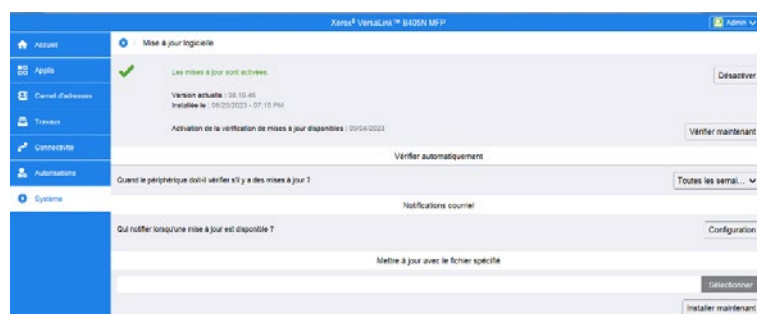 Xerox® VersaLink™ B405N MFP
Admin
Accueil
Mise à jour logicielle
Applis
Les mises à jour sont activées.
Désactiver
Carnet d'adresses
Version actuelle : 38.10.46
Installée le : 08/25/2023 - 07:15 PM
Travaux
Activation de la vérification de mises à jour disponibles : 09/04/2023
Vérifier maintenant
Connectivité
Vérifier automatiquement
Autorisations
Quand le périphérique doit-il vérifier s'il y a des mises à jour ?
Toutes les semai...
Système
Notifications courriel
Qui notifier lorsqu'une mise à jour est disponible ?
Configuration
Mettre à jour avec le fichier spécifié
Sélectionner
Installer maintenant